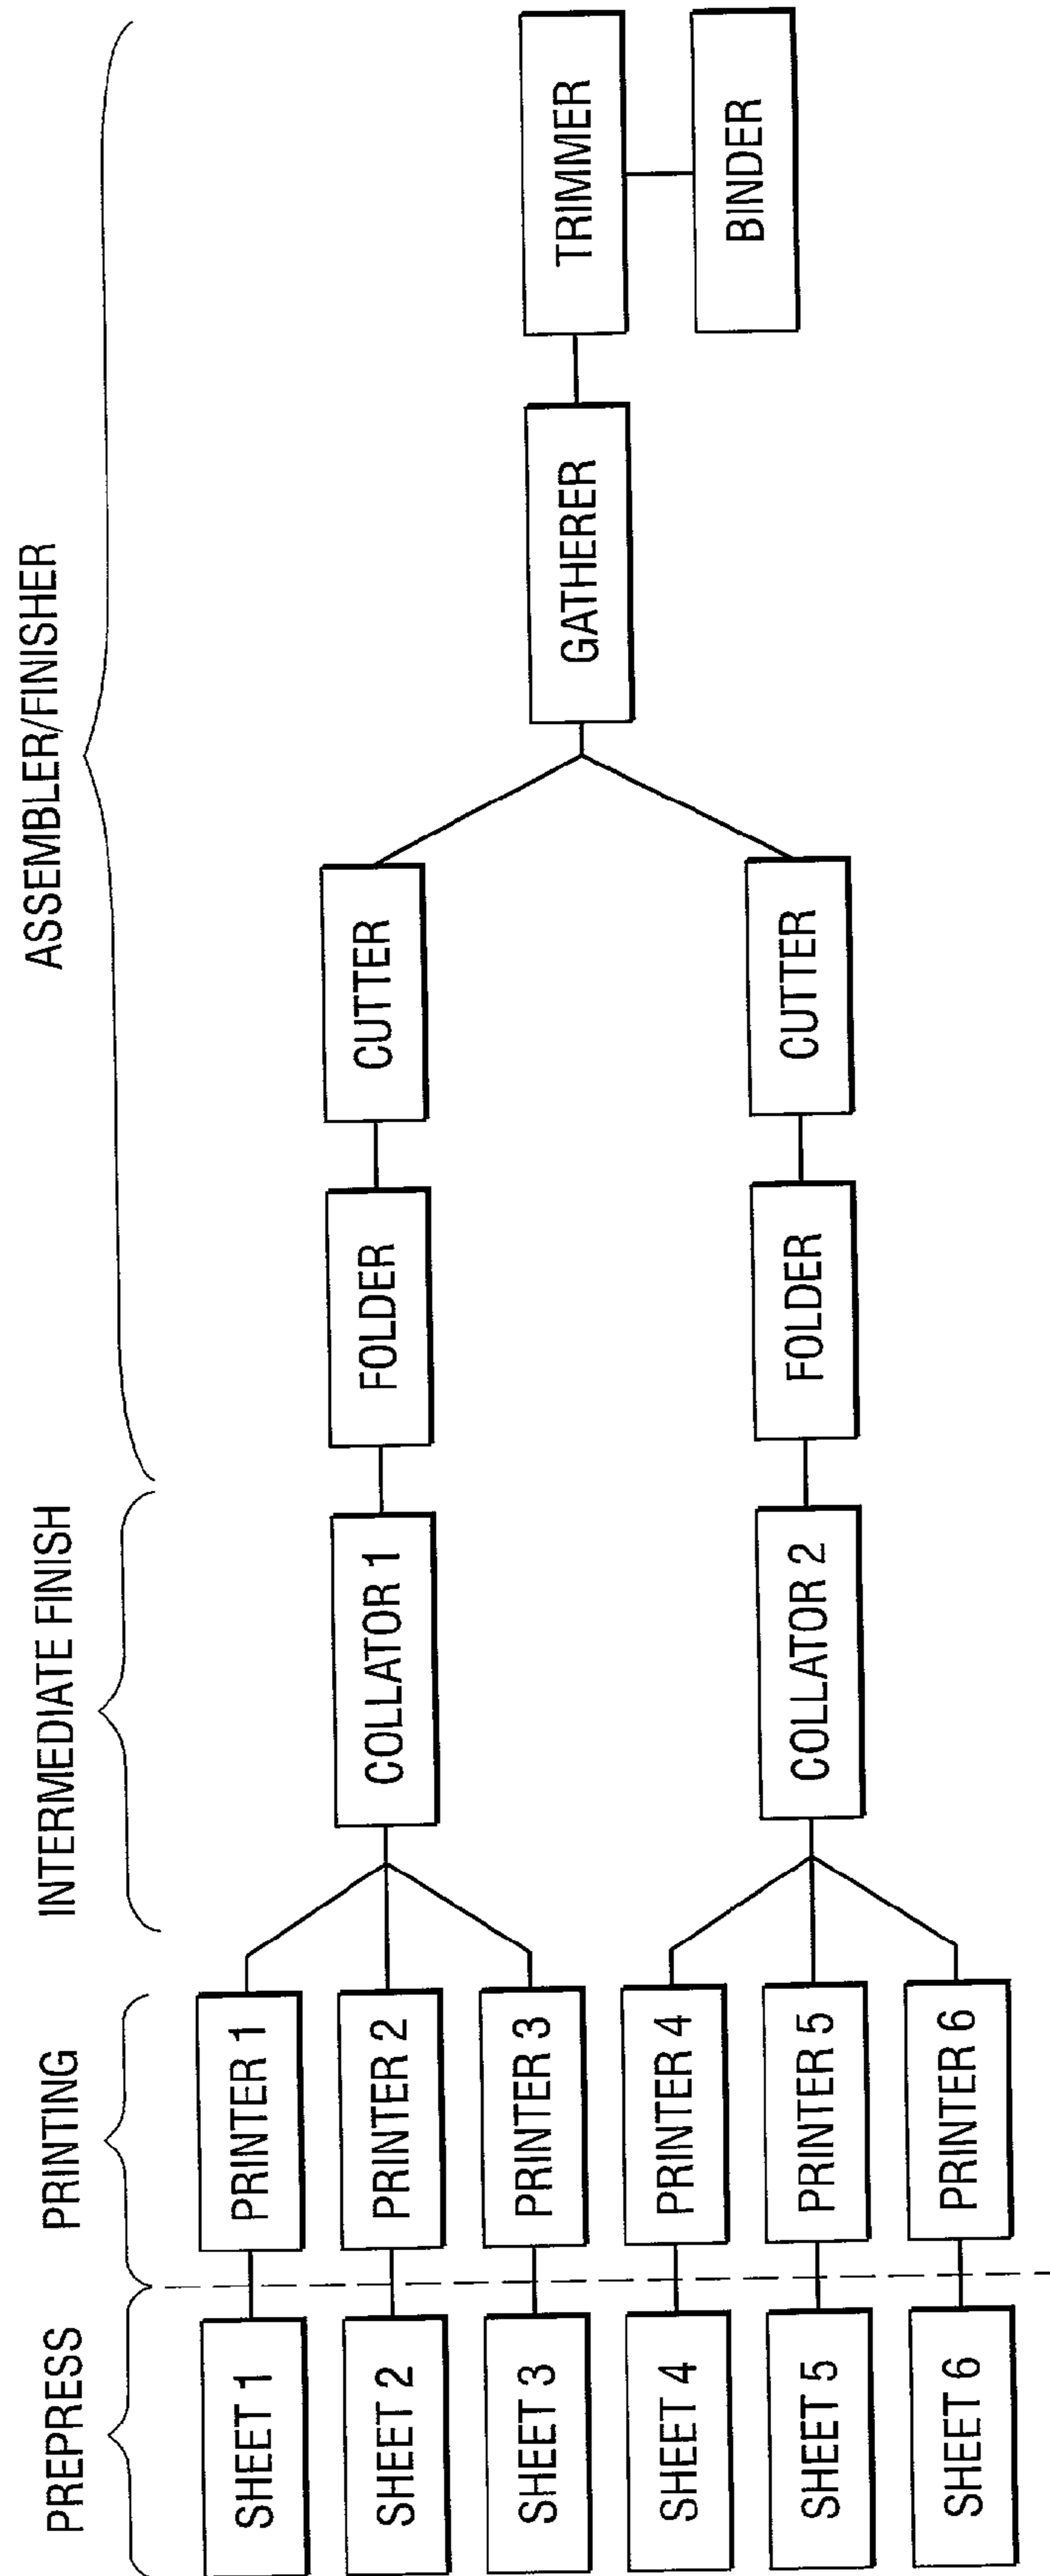 PREPRESS
PRINTING
INTERMEDIATE FINISH
ASSEMBLER/FINISHER
SHEET 1
PRINTER 1
SHEET 2
PRINTER 2
SHEET 3
PRINTER 3
COLLATOR 1
FOLDER
CUTTER
SHEET 4
PRINTER 4
SHEET 5
PRINTER 5
SHEET 6
PRINTER 6
COLLATOR 2
FOLDER
CUTTER
GATHERER
TRIMMER
BINDER